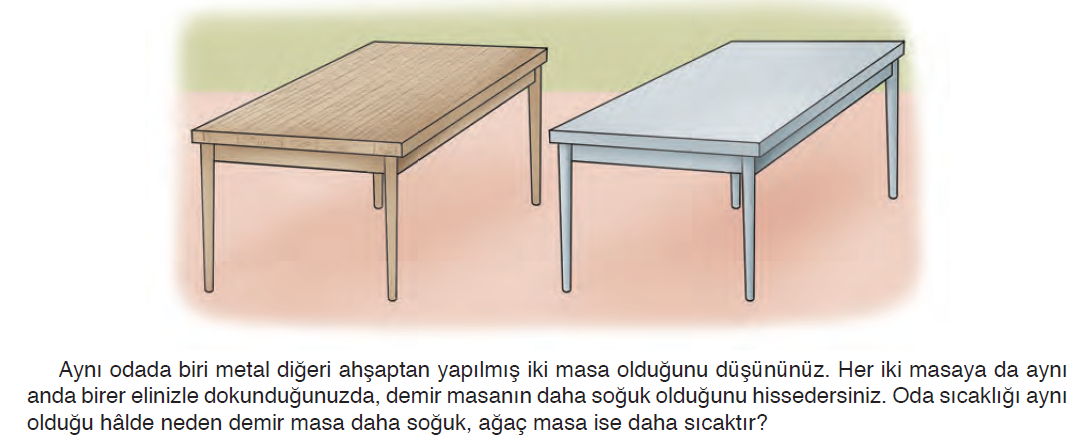 Aynı odada biri metal diğeri ahşaptan yapılmış iki masa olduğunu düşününüz. Her iki masaya da aynı
anda birer elinizle dokunduğunuzda, demir masanın daha soğuk olduğunu hissedersiniz. Oda sıcaklığı aynı
olduğu hâlde neden demir masa daha soğuk, ağaç masa ise daha sıcaktır?